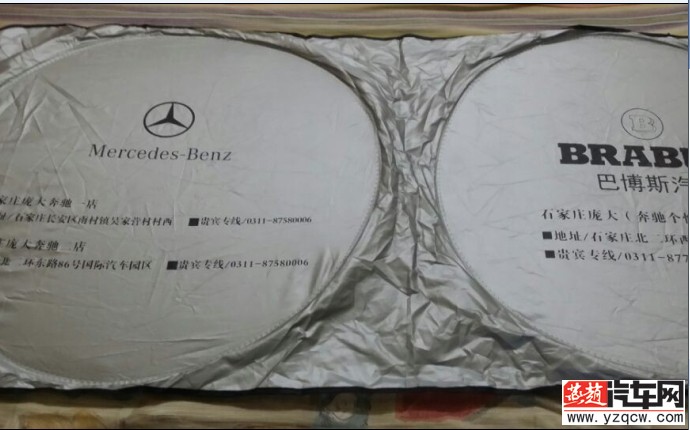 Mercedes-Benz
家庄庞大奔驰一店
/石家庄长安区南村镇吴家营村村西 ■贵宾专线/0311-87580006
庄庞大奔驰二店
北二环东路86号国际汽车园区 ■贵宾专线/0311-87580006
B
BRABU
巴博斯汽
石家庄庞大（奔驰个性
■地址/石家庄北二环西
■贵宾专线/0311-877
燕赵汽车网
www.yzqcw.com